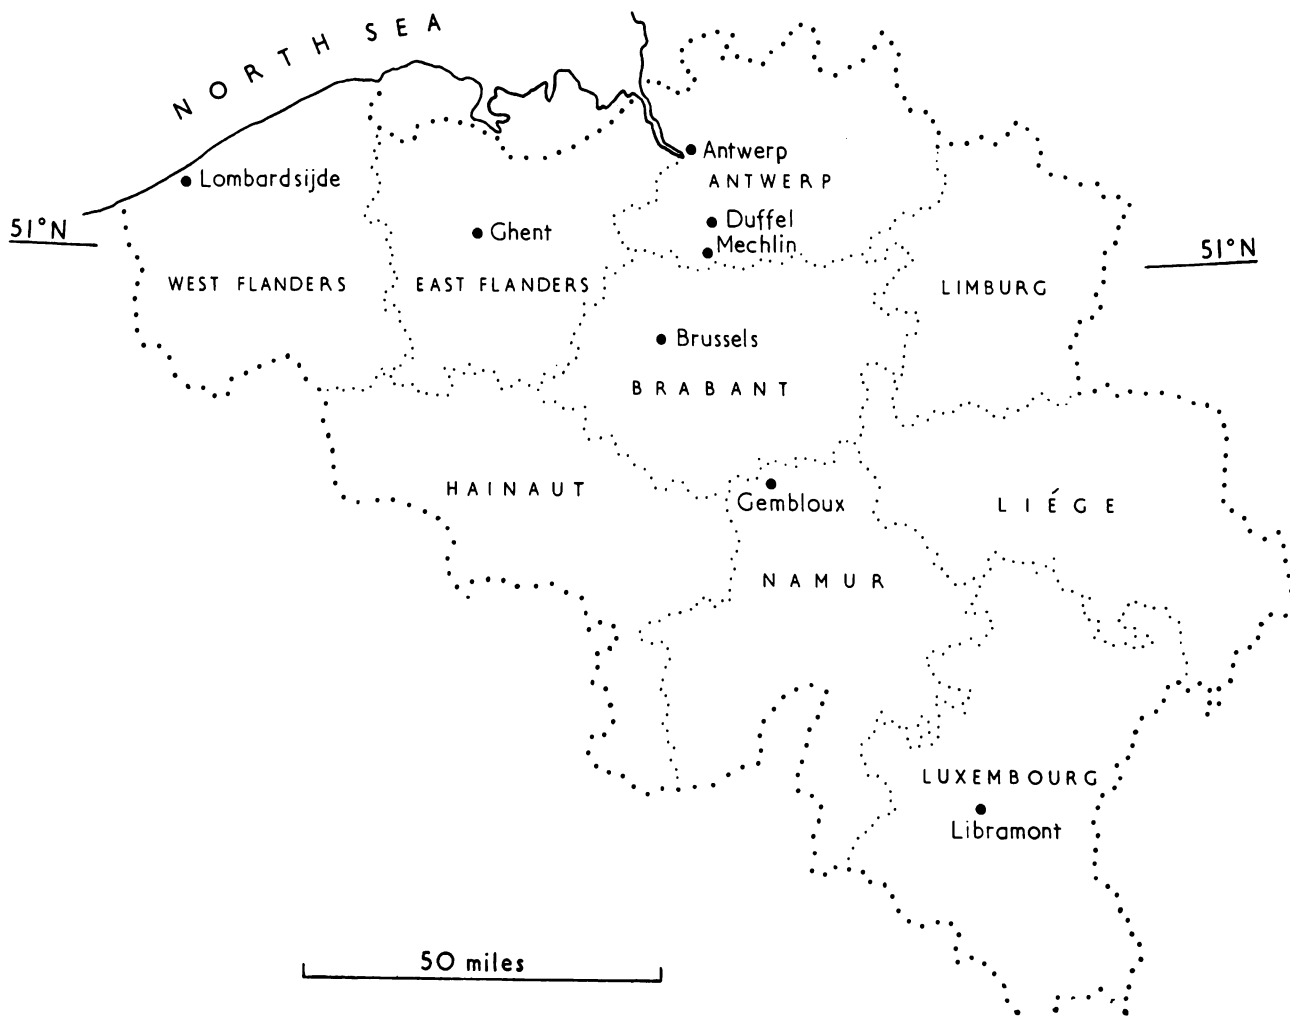 NORTH SEA
Antwerp
ANTWERP
Lombardsijde
51°N
Duffel
Ghent
Mechlin
51°N
WEST FLANDERS
EAST FLANDERS
LIMBURG
Brussels
BRABANT
HAINAUT
Gembloux
LIÉGE
NAMUR
LUXEMBOURG
Libramont
50 miles